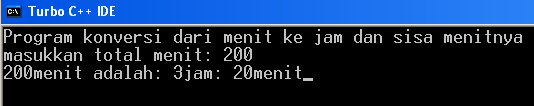 Turbo C++ IDE
Program konversi dari menit ke jam dan sisa menitnya
masukkan total menit: 200
200menit adalah: 3jam: 20menit_